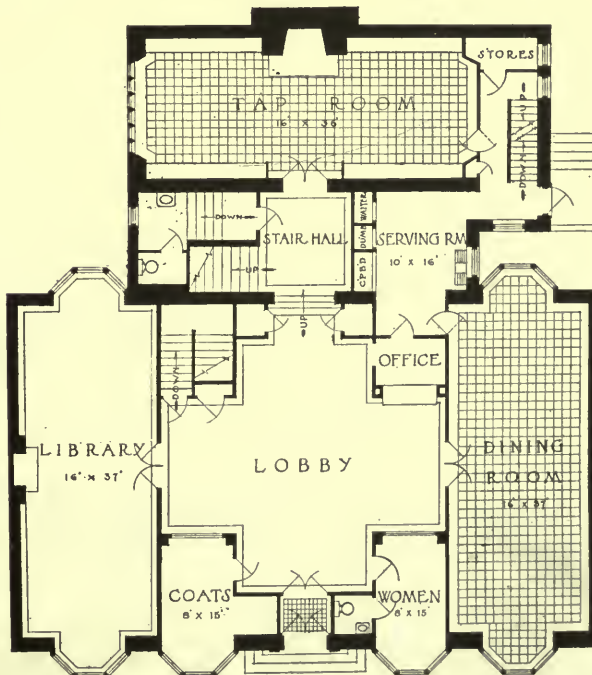 STORES
TAP ROOM
16' x 36'
UP
DOWN
DOWN
UP
STAIR HALL
WAITER
DUMB
CPB'D
SERVING RM
10' x 16'
UP
DOWN
OFFICE
LIBRARY
16' x 37'
LOBBY
DINING
ROOM
16' x 37'
COATS
8' x 15'
WOMEN
8' x 15'